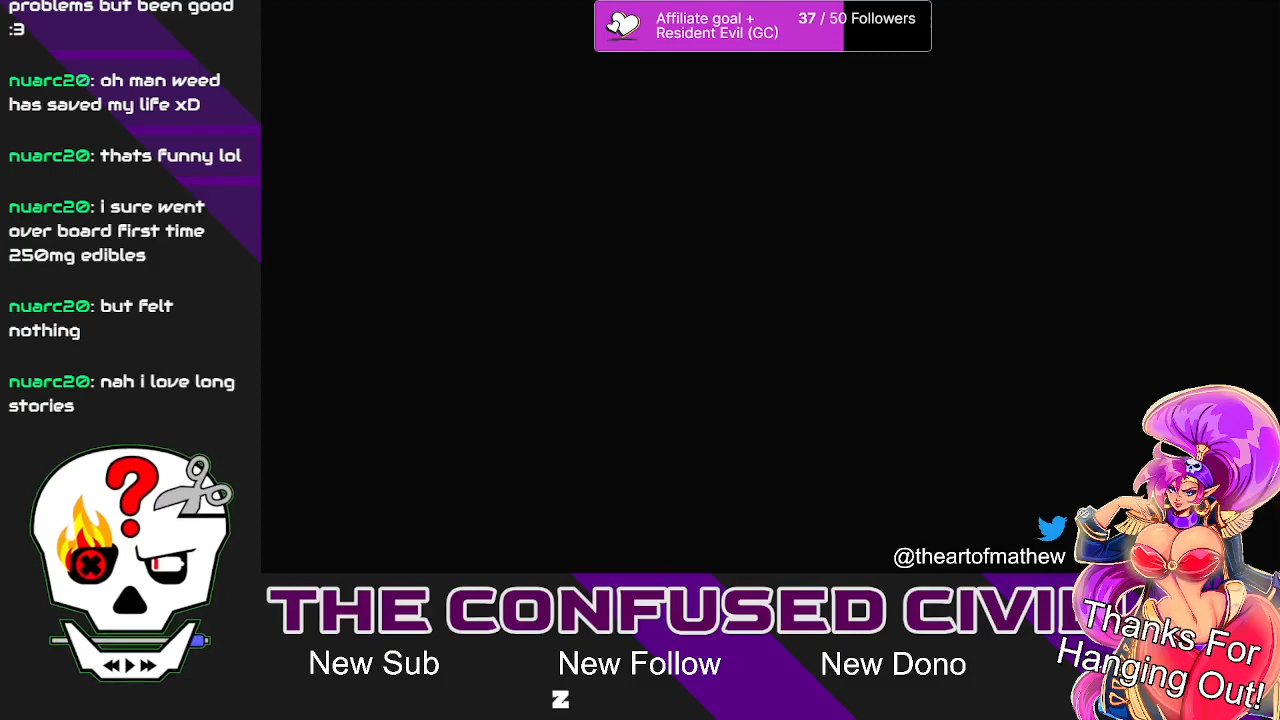 problems but been good
:3
nuarc20: oh man weed
has saved my life xD
nuarc20: thats funny lol
nuarc20: i sure went
over board first time
250mg edibles
nuarc20: but felt
nothing
nuarc20: nah i love long
stories
Affiliate goal +
Resident Evil (GC)
37 / 50 Followers
@theartofmathew
THE CONFUSED CIVIL
New Sub
New Follow
New Dono
z
Thanks For
Hanging Out!